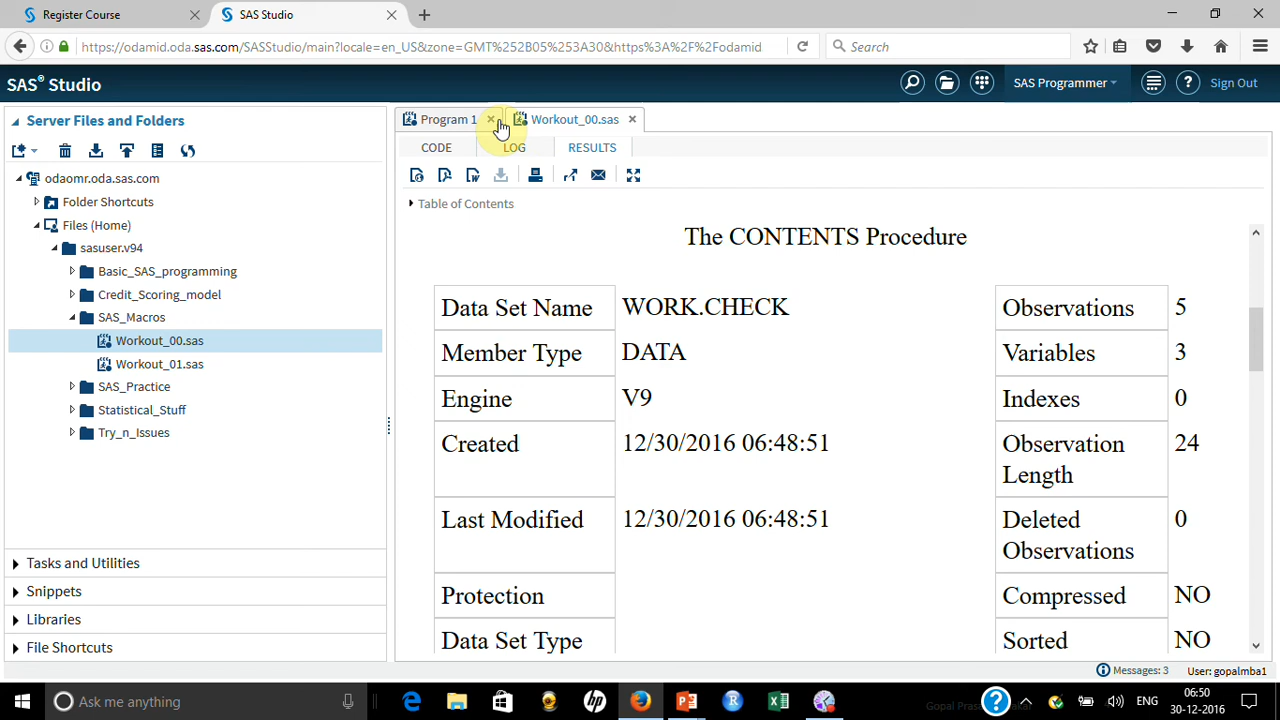 Register Course
SAS Studio
https://odamid.oda.sas.com/SASStudio/main?locale=en_US&zone=GMT%252B05%253A30&https%3A%2F%2Fodamid
Search
SAS® Studio
SAS Programmer
Sign Out
Server Files and Folders
odaomr.oda.sas.com
Folder Shortcuts
Files (Home)
sasuser.v94
Basic_SAS_programming
Credit_Scoring_model
SAS_Macros
Workout_00.sas
Workout_01.sas
SAS_Practice
Statistical_Stuff
Try_n_Issues
Tasks and Utilities
Snippets
Libraries
File Shortcuts
Program 1
Workout_00.sas
CODE LOG RESULTS
Table of Contents
The CONTENTS Procedure
Data Set Name WORK.CHECK Observations 5
Member Type DATA Variables 3
Engine V9 Indexes 0
Created 12/30/2016 06:48:51 Observation Length 24
Last Modified 12/30/2016 06:48:51 Deleted Observations 0
Protection Compressed NO
Data Set Type Sorted NO
Messages: 3 User: gopalmba1
Ask me anything
ENG
06:50
30-12-2016